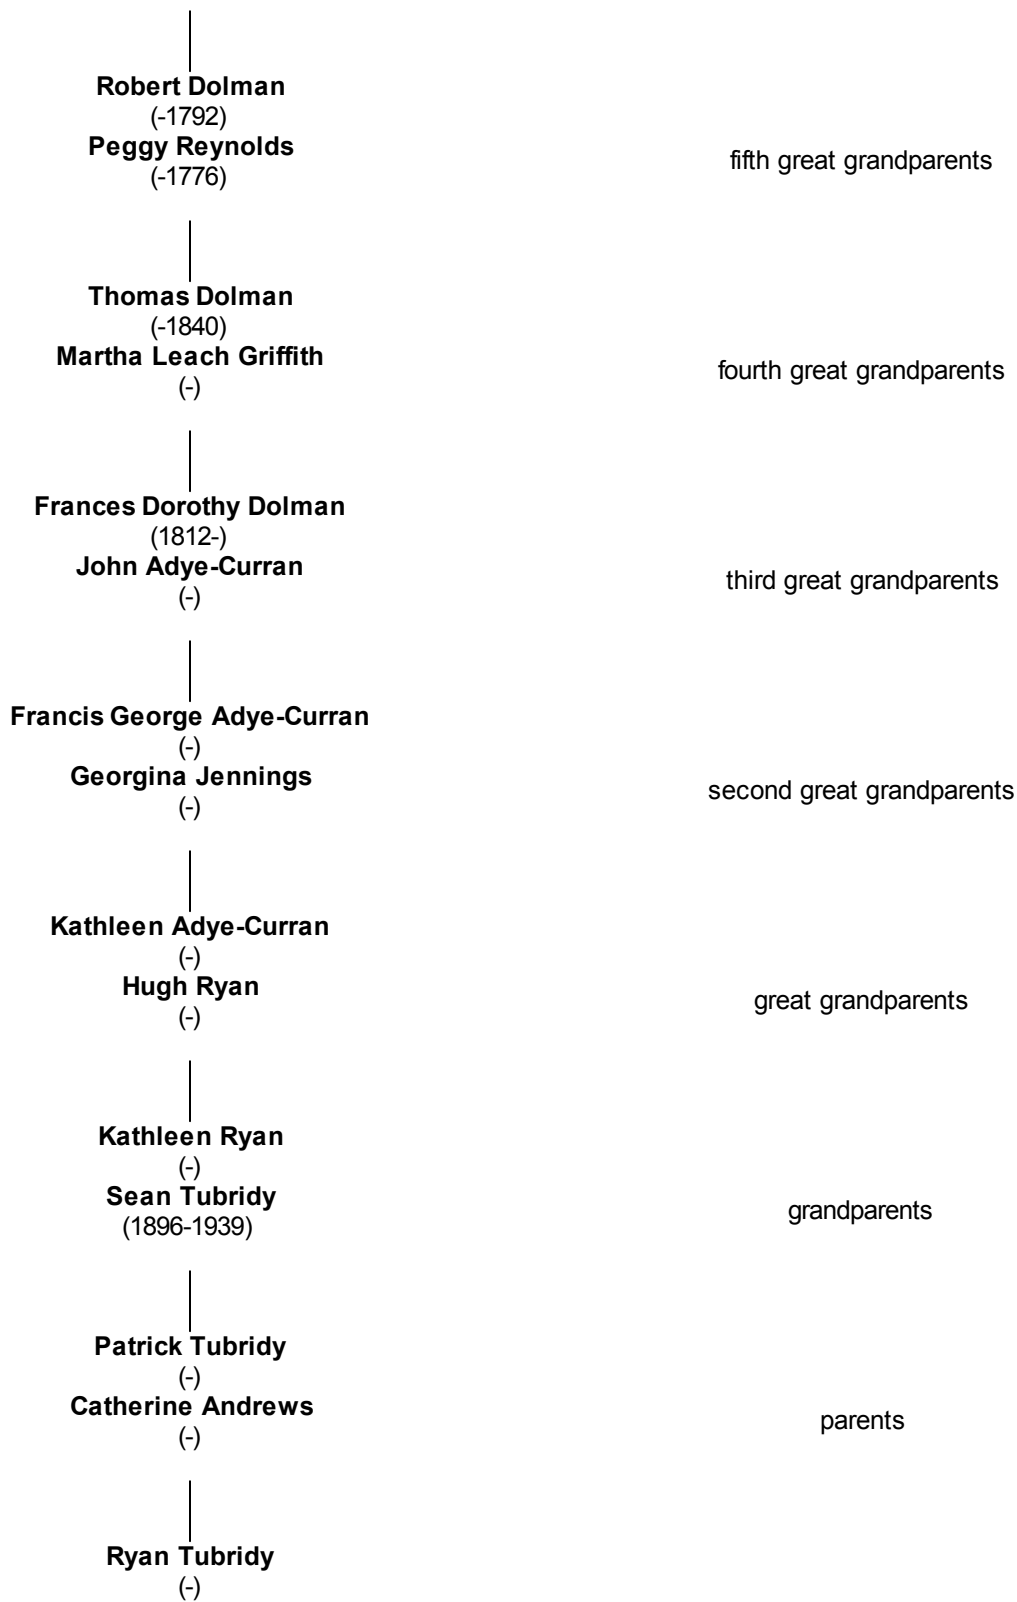 Robert Dolman
(-1792)
Peggy Reynolds
(-1776)
fifth great grandparents
Thomas Dolman
(-1840)
Martha Leach Griffith
(-)
fourth great grandparents
Frances Dorothy Dolman
(1812-)
John Adye-Curran
(-)
third great grandparents
Francis George Adye-Curran
(-)
Georgina Jennings
(-)
second great grandparents
Kathleen Adye-Curran
(-)
Hugh Ryan
(-)
great grandparents
Kathleen Ryan
(-)
Sean Tubridy
(1896-1939)
grandparents
Patrick Tubridy
(-)
Catherine Andrews
(-)
parents
Ryan Tubridy
(-)